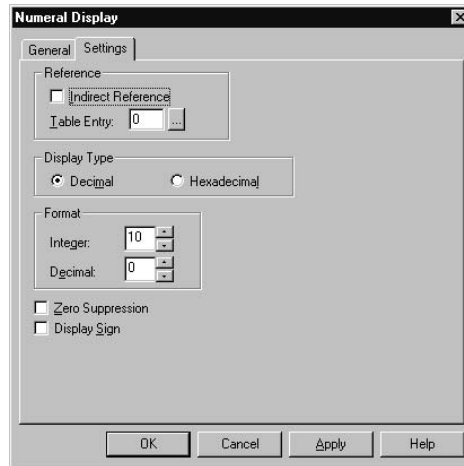 Numeral Display
General Settings
Reference
Indirect Reference
Table Entry: 0 ...
Display Type
Decimal Hexadecimal
Format
Integer: 10
Decimal: 0
Zero Suppression
Display Sign
OK Cancel Apply Help